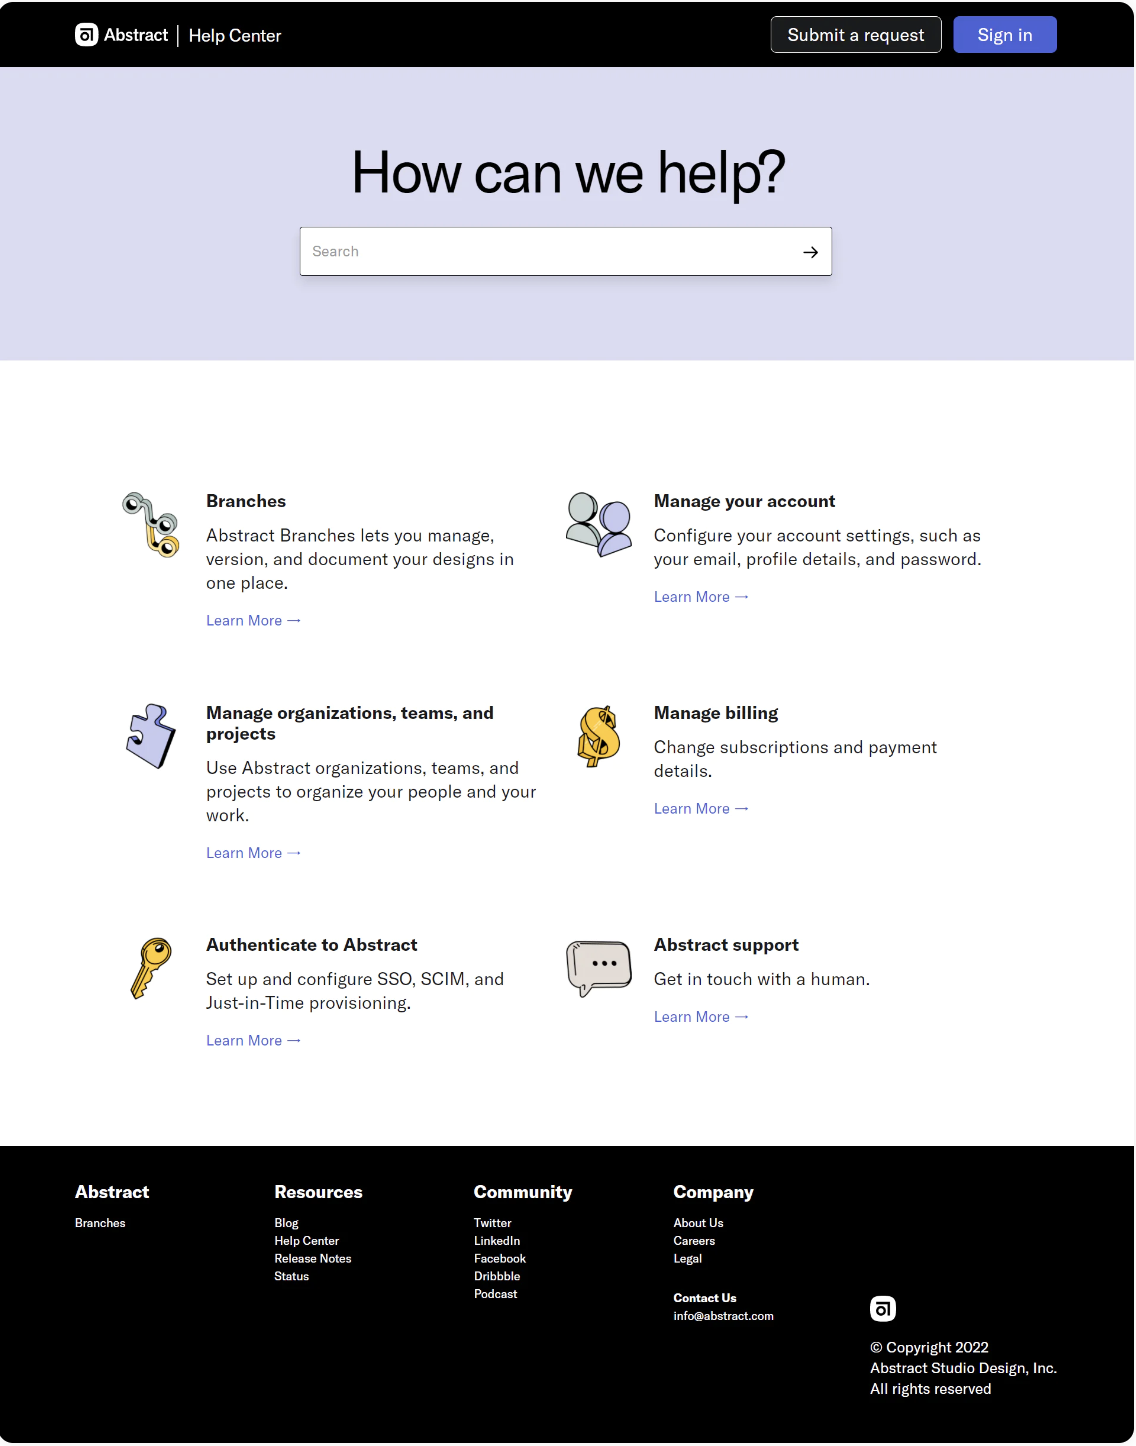 Abstract | Help Center
Submit a request
Sign in
How can we help?
Search →
Branches
Abstract Branches lets you manage,
version, and document your designs in
one place.
Learn More →
Manage your account
Configure your account settings, such as
your email, profile details, and password.
Learn More →
Manage organizations, teams, and
projects
Use Abstract organizations, teams, and
projects to organize your people and your
work.
Learn More →
Manage billing
Change subscriptions and payment
details.
Learn More →
Authenticate to Abstract
Set up and configure SSO, SCIM, and
Just-in-Time provisioning.
Learn More →
Abstract support
Get in touch with a human.
Learn More →
Abstract
Branches
Resources
Blog
Help Center
Release Notes
Status
Community
Twitter
LinkedIn
Facebook
Dribbble
Podcast
Company
About Us
Careers
Legal
Contact Us
info@abstract.com
© Copyright 2022
Abstract Studio Design, Inc.
All rights reserved